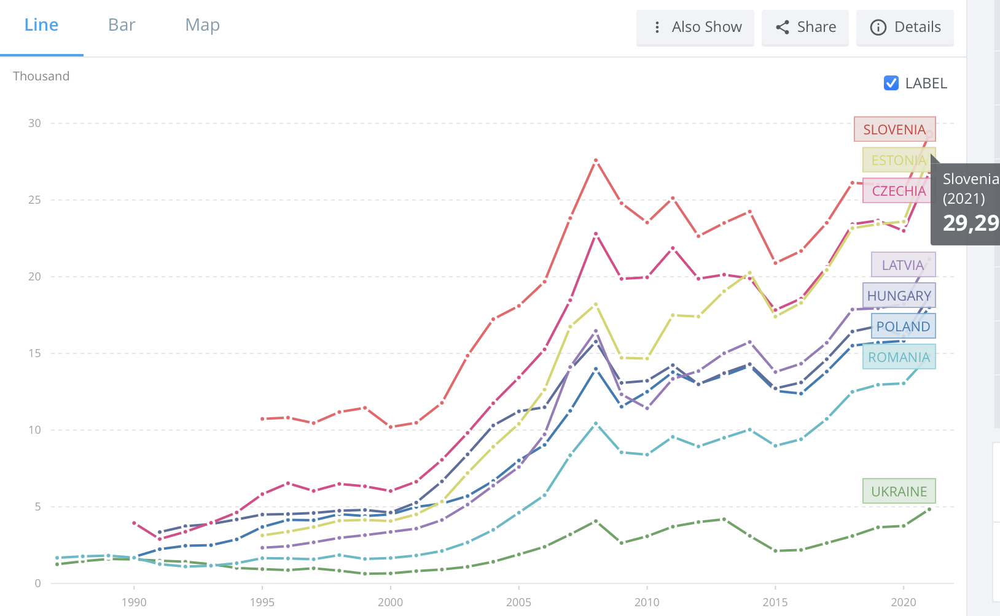 Line
Bar
Map
Also Show
Share
Details
Thousand
LABEL
30
25
20
15
10
5
0
SLOVENIA
ESTONIA
CZECHIA
LATVIA
HUNGARY
POLAND
ROMANIA
UKRAINE
Slovenia
(2021)
29,29
1990
1995
2000
2005
2010
2015
2020